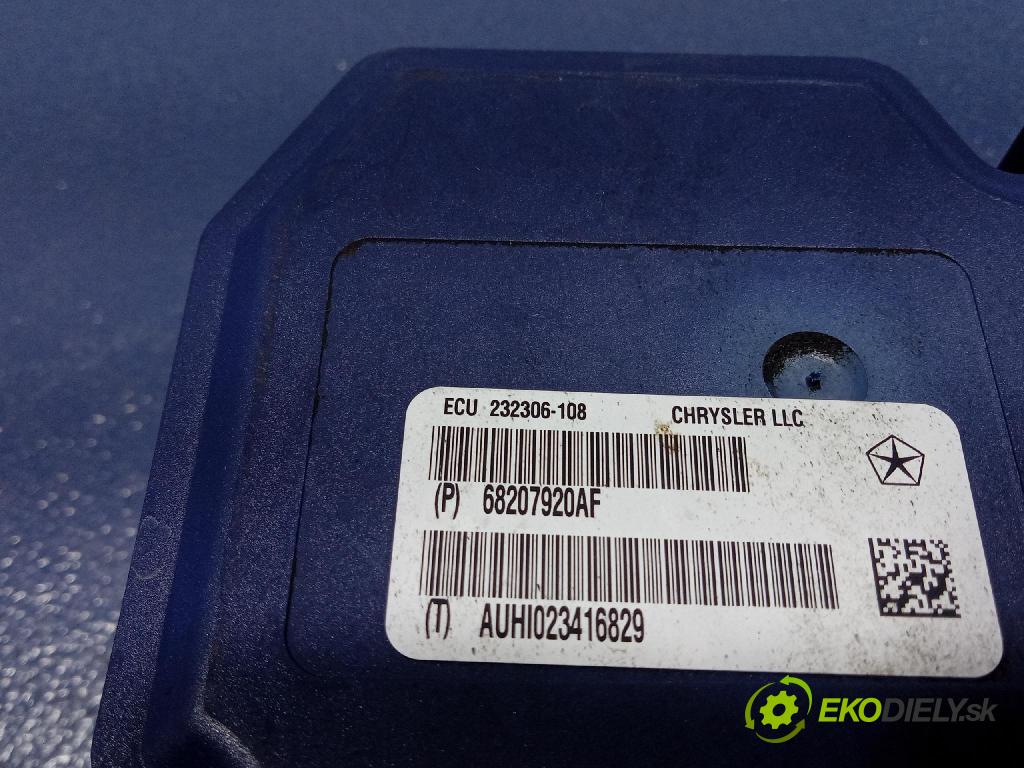 ECU 232306-108 CHRYSLER LLC
(P) 68207920AF
(T) AUHI023416829
EKODIELY.sk